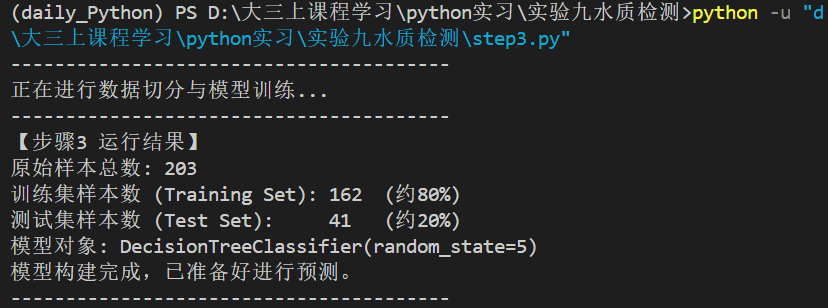 (daily_Python) PS D:\大三上课程学习\python实习\实验九水质检测>python -u "d
\大三上课程学习\python实习\实验九水质检测\step3.py"
----------------------------------------
正在进行数据切分与模型训练...
----------------------------------------
【步骤3 运行结果】
原始样本总数: 203
训练集样本数 (Training Set): 162  (约80%)
测试集样本数 (Test Set):     41   (约20%)
模型对象: DecisionTreeClassifier(random_state=5)
模型构建完成，已准备好进行预测。
----------------------------------------